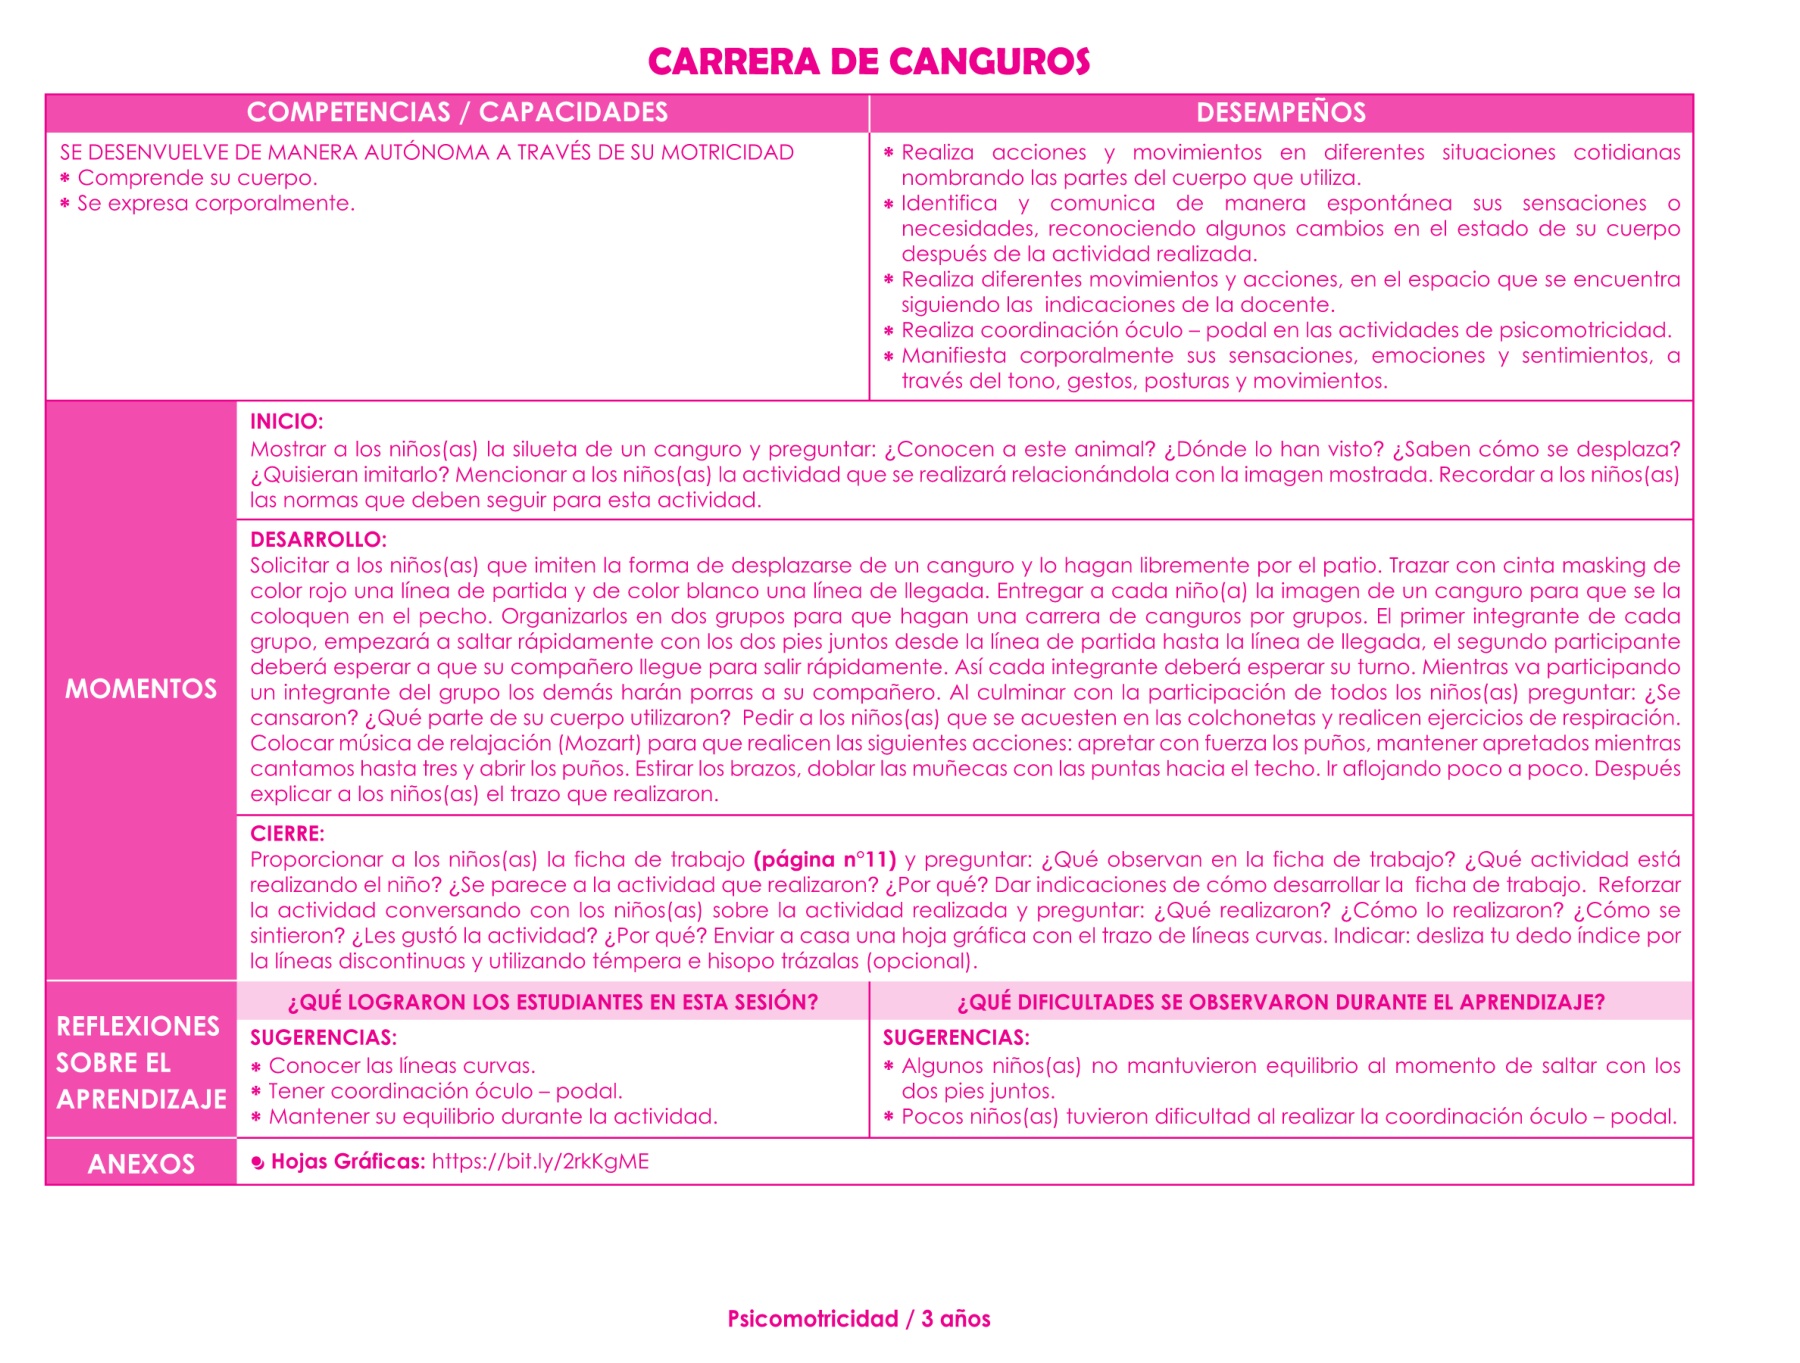 CARRERA DE CANGUROS
COMPETENCIAS / CAPACIDADES
DESEMPEÑOS
SE DESENVUELVE DE MANERA AUTÓNOMA A TRAVÉS DE SU MOTRICIDAD
* Comprende su cuerpo.
* Se expresa corporalmente.
* Realiza acciones y movimientos en diferentes situaciones cotidianas
nombrando las partes del cuerpo que utiliza.
* Identifica y comunica de manera espontánea sus sensaciones o
necesidades, reconociendo algunos cambios en el estado de su cuerpo
después de la actividad realizada.
* Realiza diferentes movimientos y acciones, en el espacio que se encuentra
siguiendo las indicaciones de la docente.
* Realiza coordinación óculo – podal en las actividades de psicomotricidad.
* Manifiesta corporalmente sus sensaciones, emociones y sentimientos, a
través del tono, gestos, posturas y movimientos.
MOMENTOS
INICIO:
Mostrar a los niños(as) la silueta de un canguro y preguntar: ¿Conocen a este animal? ¿Dónde lo han visto? ¿Saben cómo se desplaza?
¿Quisieran imitarlo? Mencionar a los niños(as) la actividad que se realizará relacionándola con la imagen mostrada. Recordar a los niños(as)
las normas que deben seguir para esta actividad.
DESARROLLO:
Solicitar a los niños(as) que imiten la forma de desplazarse de un canguro y lo hagan libremente por el patio. Trazar con cinta masking de
color rojo una línea de partida y de color blanco una línea de llegada. Entregar a cada niño(a) la imagen de un canguro para que se la
coloquen en el pecho. Organizarlos en dos grupos para que hagan una carrera de canguros por grupos. El primer integrante de cada
grupo, empezará a saltar rápidamente con los dos pies juntos desde la línea de partida hasta la línea de llegada, el segundo participante
deberá esperar a que su compañero llegue para salir rápidamente. Así cada integrante deberá esperar su turno. Mientras va participando
un integrante del grupo los demás harán porras a su compañero. Al culminar con la participación de todos los niños(as) preguntar: ¿Se
cansaron? ¿Qué parte de su cuerpo utilizaron? Pedir a los niños(as) que se acuesten en las colchonetas y realicen ejercicios de respiración.
Colocar música de relajación (Mozart) para que realicen las siguientes acciones: apretar con fuerza los puños, mantener apretados mientras
cantamos hasta tres y abrir los puños. Estirar los brazos, doblar las muñecas con las puntas hacia el techo. Ir aflojando poco a poco. Después
explicar a los niños(as) el trazo que realizaron.
CIERRE:
Proporcionar a los niños(as) la ficha de trabajo (página n°11) y preguntar: ¿Qué observan en la ficha de trabajo? ¿Qué actividad está
realizando el niño? ¿Se parece a la actividad que realizaron? ¿Por qué? Dar indicaciones de cómo desarrollar la ficha de trabajo. Reforzar
la actividad conversando con los niños(as) sobre la actividad realizada y preguntar: ¿Qué realizaron? ¿Cómo lo realizaron? ¿Cómo se
sintieron? ¿Les gustó la actividad? ¿Por qué? Enviar a casa una hoja gráfica con el trazo de líneas curvas. Indicar: desliza tu dedo índice por
la líneas discontinuas y utilizando témpera e hisopo trázalas (opcional).
REFLEXIONES
SOBRE EL
APRENDIZAJE
¿QUÉ LOGRARON LOS ESTUDIANTES EN ESTA SESIÓN?
SUGERENCIAS:
* Conocer las líneas curvas.
* Tener coordinación óculo – podal.
* Mantener su equilibrio durante la actividad.
¿QUÉ DIFICULTADES SE OBSERVARON DURANTE EL APRENDIZAJE?
SUGERENCIAS:
* Algunos niños(as) no mantuvieron equilibrio al momento de saltar con los
dos pies juntos.
* Pocos niños(as) tuvieron dificultad al realizar la coordinación óculo – podal.
ANEXOS
Hojas Gráficas: https://bit.ly/2rkKgME
Psicomotricidad / 3 años